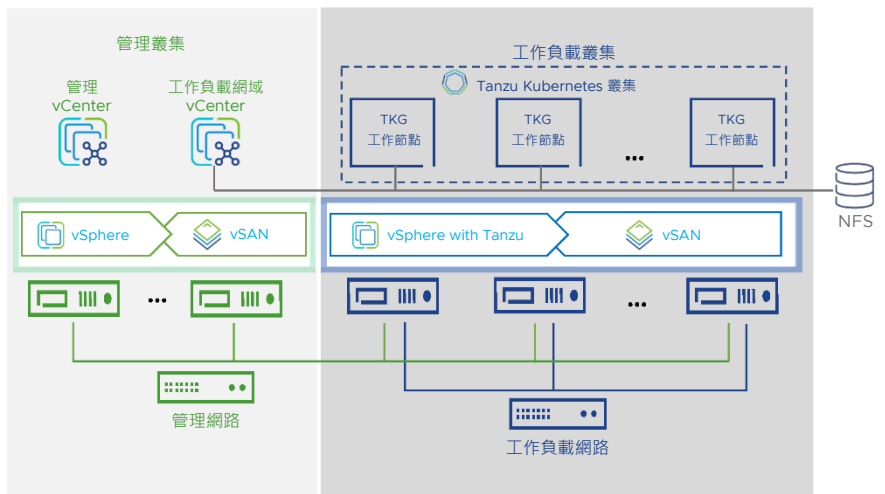 管理叢集
管理
vCenter
工作負載網域
vCenter
工作負載叢集
Tanzu Kubernetes 叢集
TKG
工作節點
TKG
工作節點
...
TKG
工作節點
NFS
vSphere
vSAN
vSphere with Tanzu
vSAN
...
...
管理網路
工作負載網路